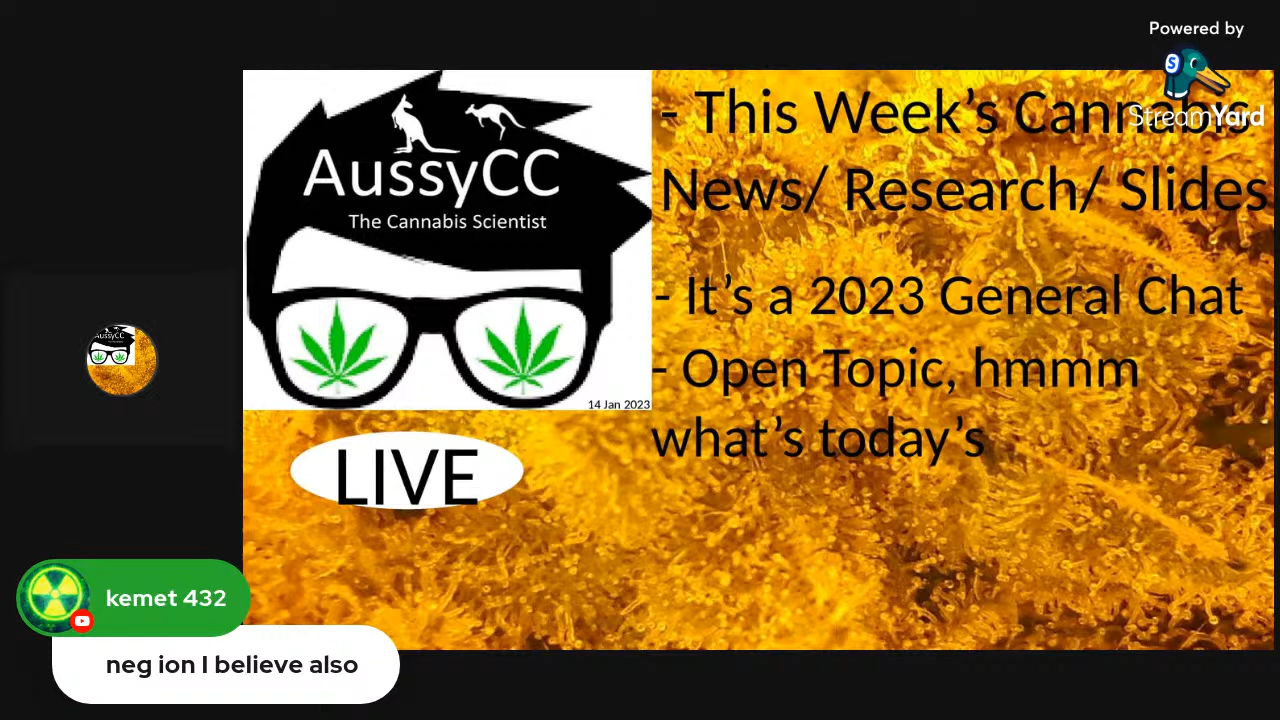 Powered by
StreamYard
- This Week's Cannabis
News/ Research/ Slides
AussyCC
The Cannabis Scientist
- It's a 2023 General Chat
- Open Topic, hmmm
what's today's
14 Jan 2023
LIVE
AussyCC
kemet 432
neg ion I believe also